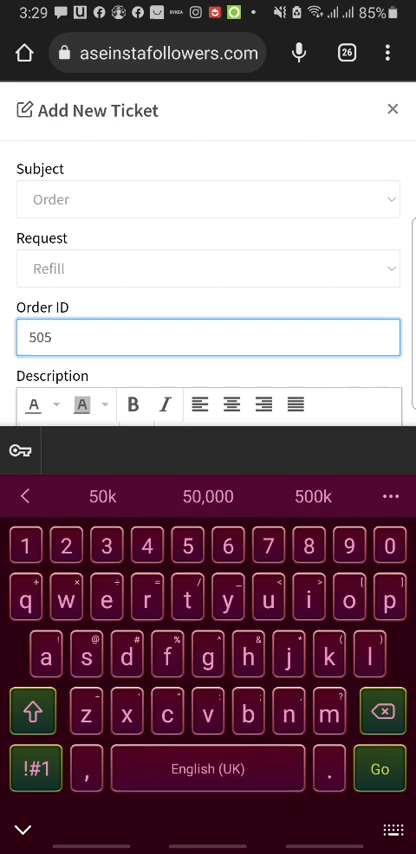 3:29
85%
aseinstafollowers.com
26
Add New Ticket
Subject
Order
Request
Refill
Order ID
505
Description
A A B I
50k 50,000 500k
1 2 3 4 5 6 7 8 9 0
+ × ÷ = / _ < > [ ]
q w e r t y u i o p
! @ # % ^ & * ( )
a s d f g h j k l
- ' " : ; , ?
z x c v b n m
!#1 , English (UK) . Go